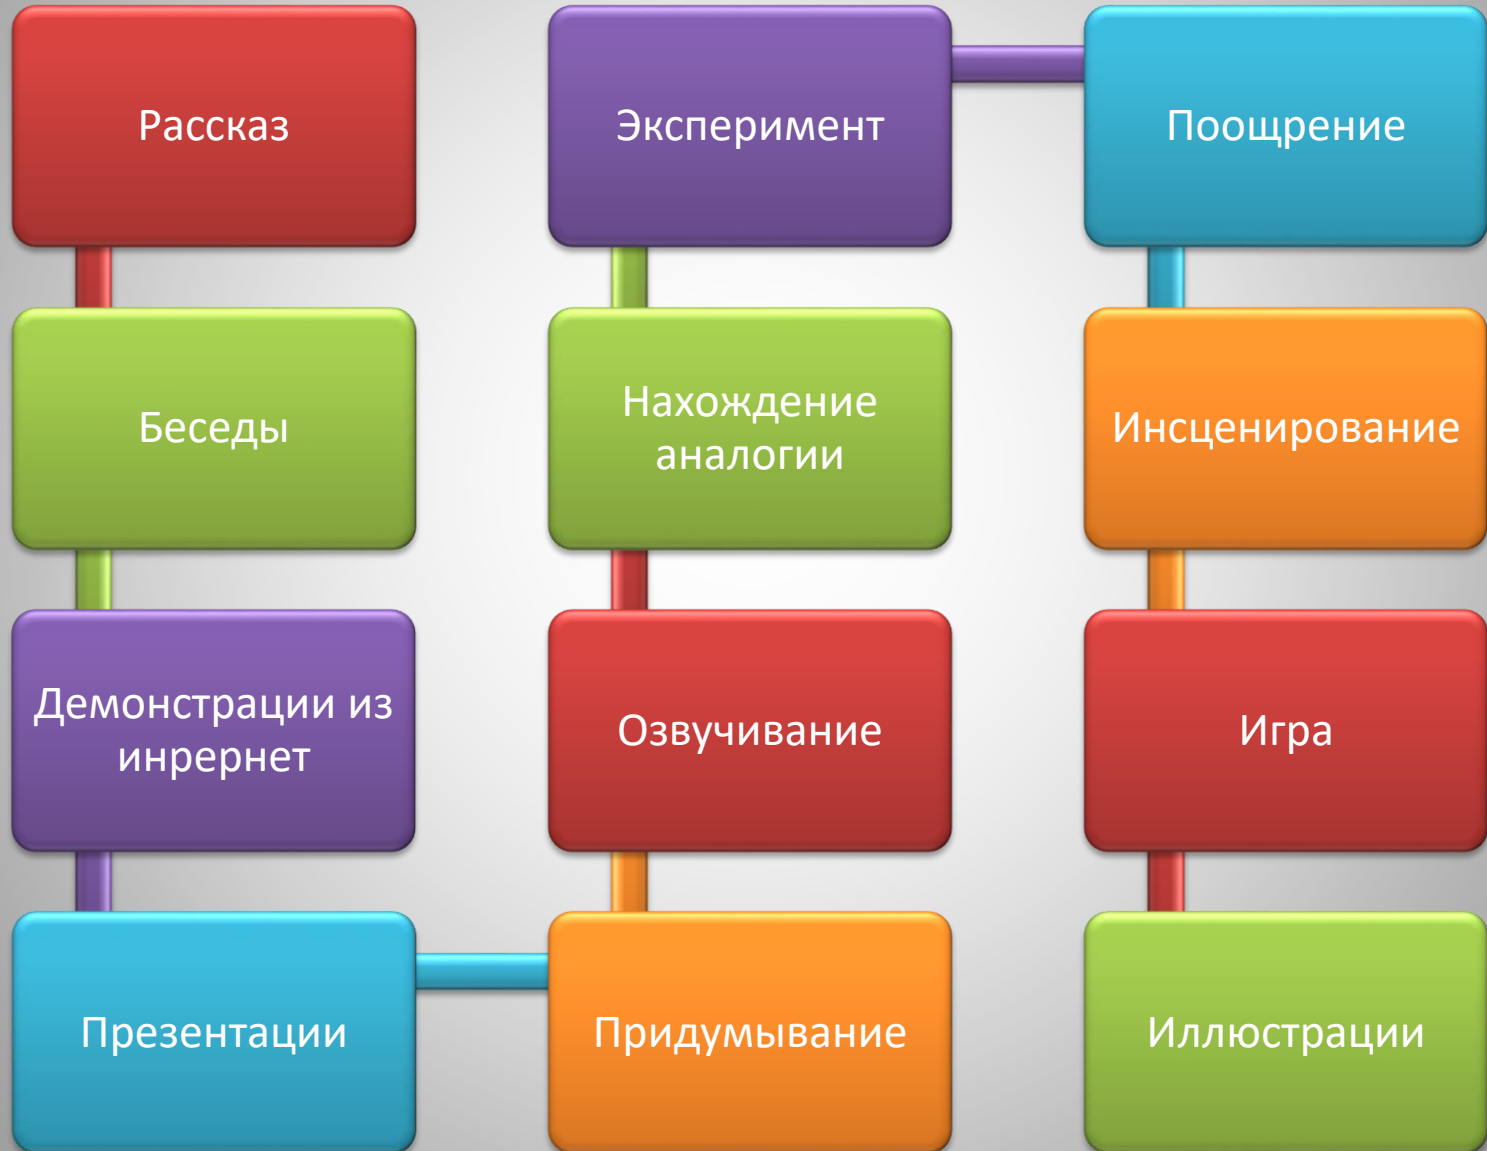 Рассказ
Беседы
Демонстрации из
инрернет
Презентации
Придумывание
Озвучивание
Нахождение
аналогии
Эксперимент
Поощрение
Инсценирование
Игра
Иллюстрации